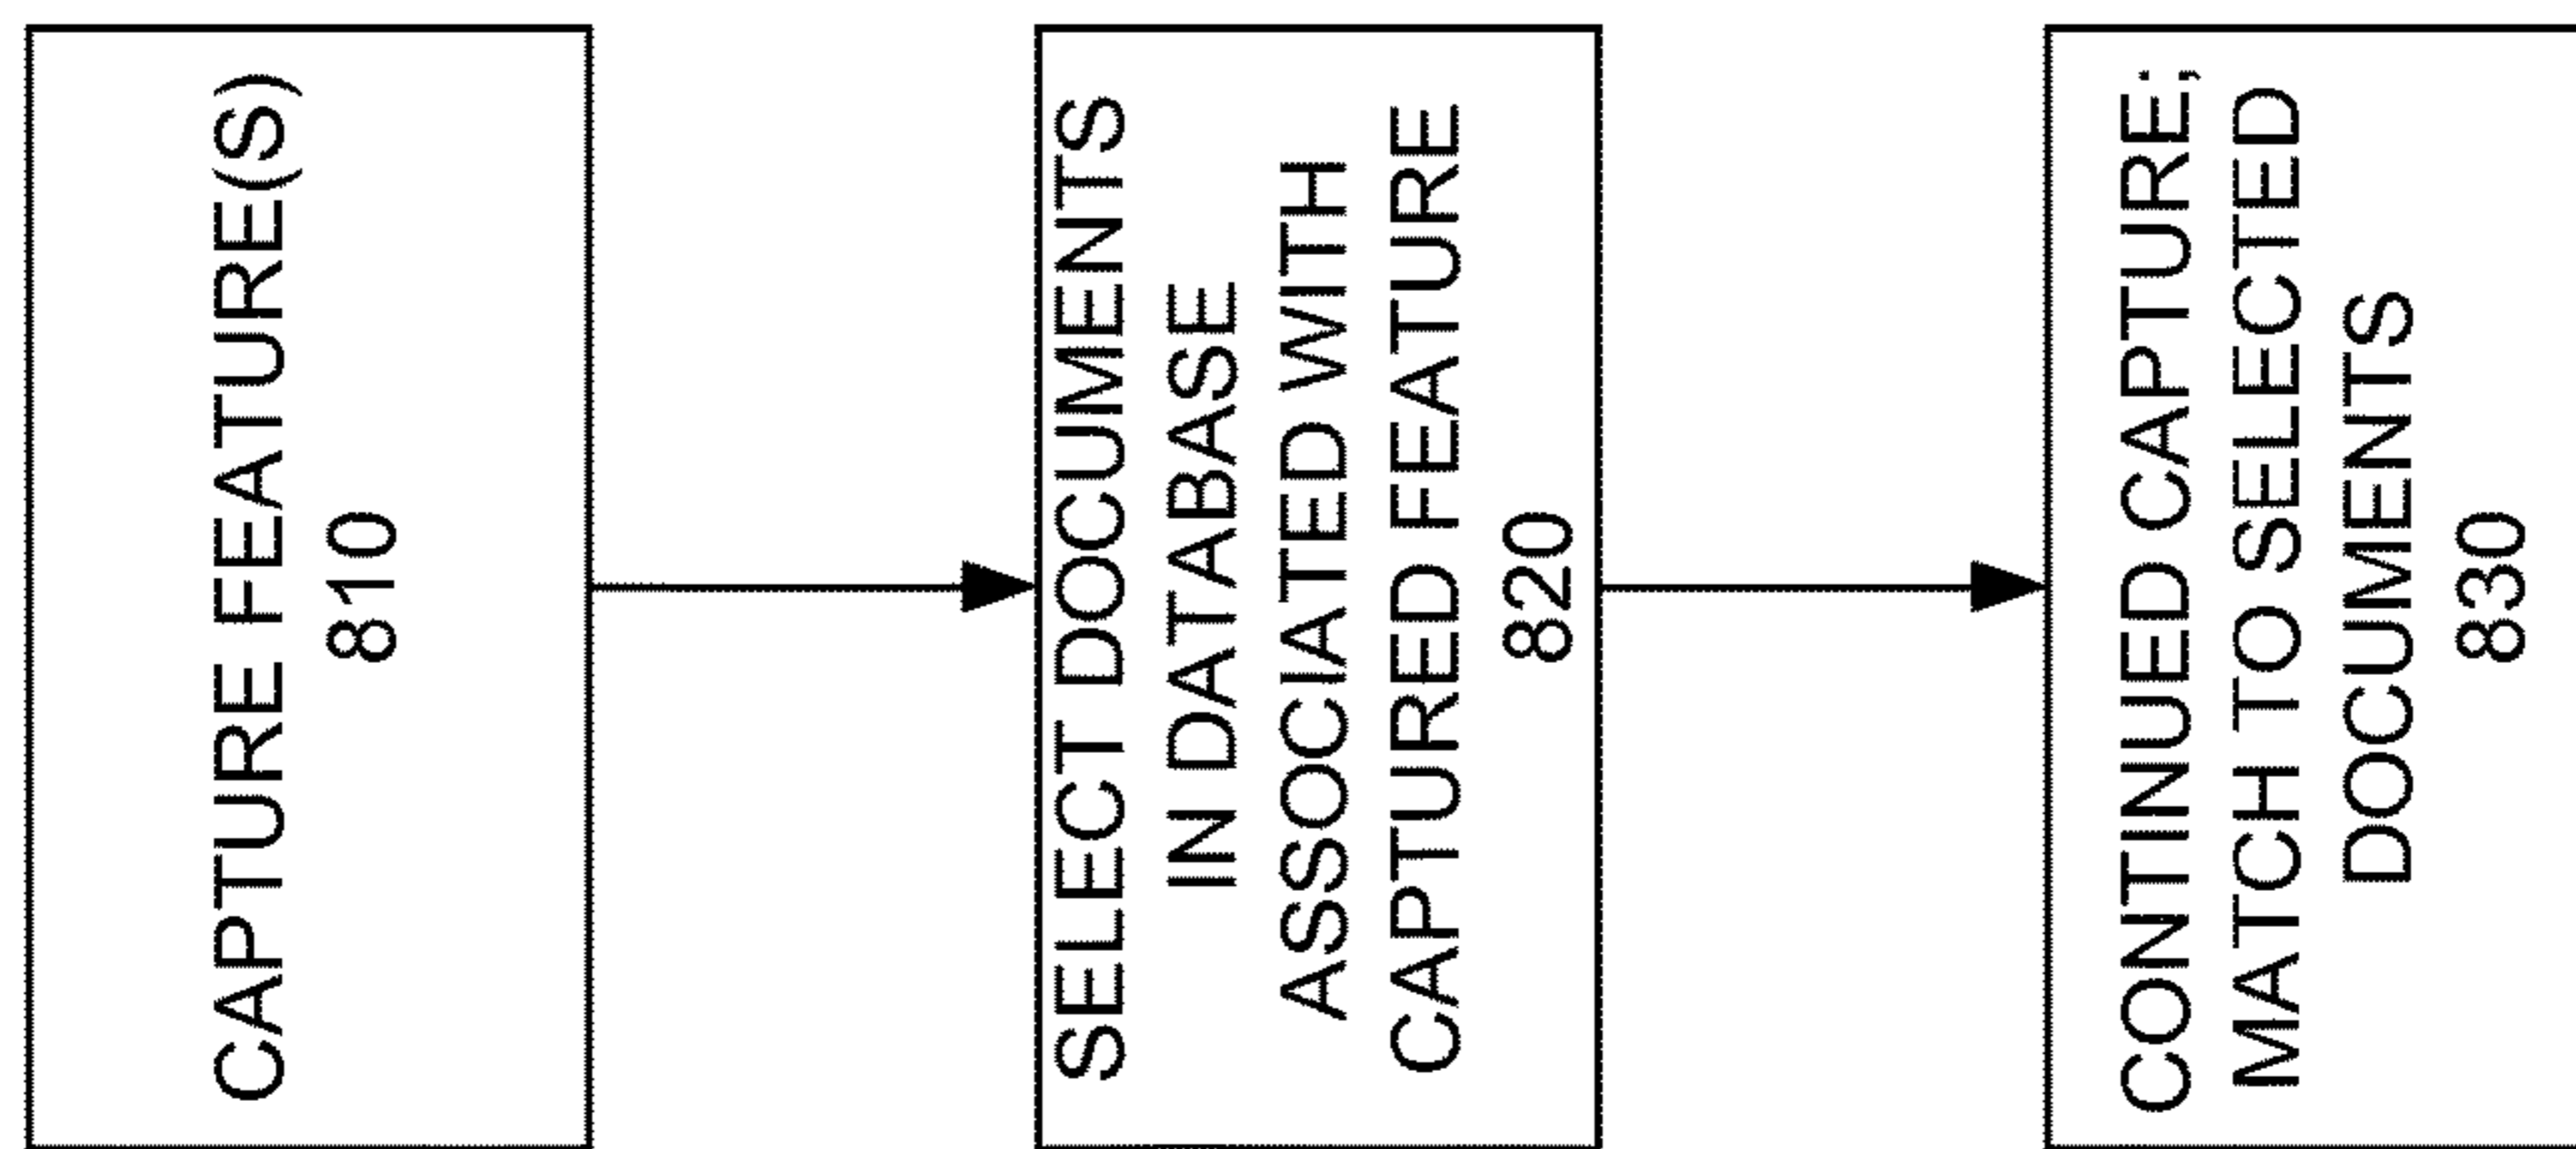 CAPTURE FEATURE(S)
810
SELECT DOCUMENTS
IN DATABASE
ASSOCIATED WITH
CAPTURED FEATURE
820
CONTINUED CAPTURE;
MATCH TO SELECTED
DOCUMENTS
830